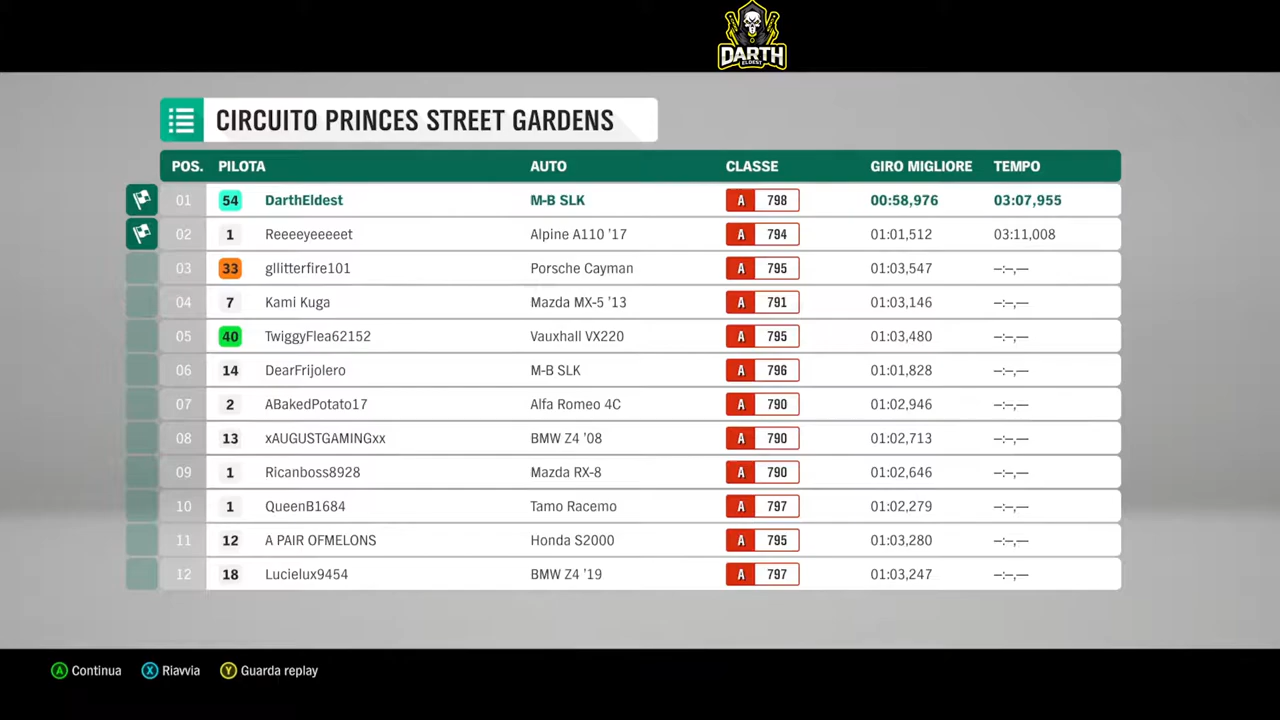 DARTH
ELDEST
CIRCUITO PRINCES STREET GARDENS
POS. PILOTA AUTO CLASSE GIRO MIGLIORE TEMPO
01 54 DarthEldest M-B SLK A 798 00:58,976 03:07,955
02 1 Reeeeyeeeeet Alpine A110 '17 A 794 01:01,512 03:11,008
03 33 gllitterfire101 Porsche Cayman A 795 01:03,547 --:--,---
04 7 Kami Kuga Mazda MX-5 '13 A 791 01:03,146 --:--,---
05 40 TwiggyFlea62152 Vauxhall VX220 A 795 01:03,480 --:--,---
06 14 DearFrijolero M-B SLK A 796 01:01,828 --:--,---
07 2 ABakedPotato17 Alfa Romeo 4C A 790 01:02,946 --:--,---
08 13 xAUGUSTGAMINGxx BMW Z4 '08 A 790 01:02,713 --:--,---
09 1 Ricanboss8928 Mazda RX-8 A 790 01:02,646 --:--,---
10 1 QueenB1684 Tamo Racemo A 797 01:02,279 --:--,---
11 12 A PAIR OFMELONS Honda S2000 A 795 01:03,280 --:--,---
12 18 Lucielux9454 BMW Z4 '19 A 797 01:03,247 --:--,---
A Continua X Riavvia Y Guarda replay